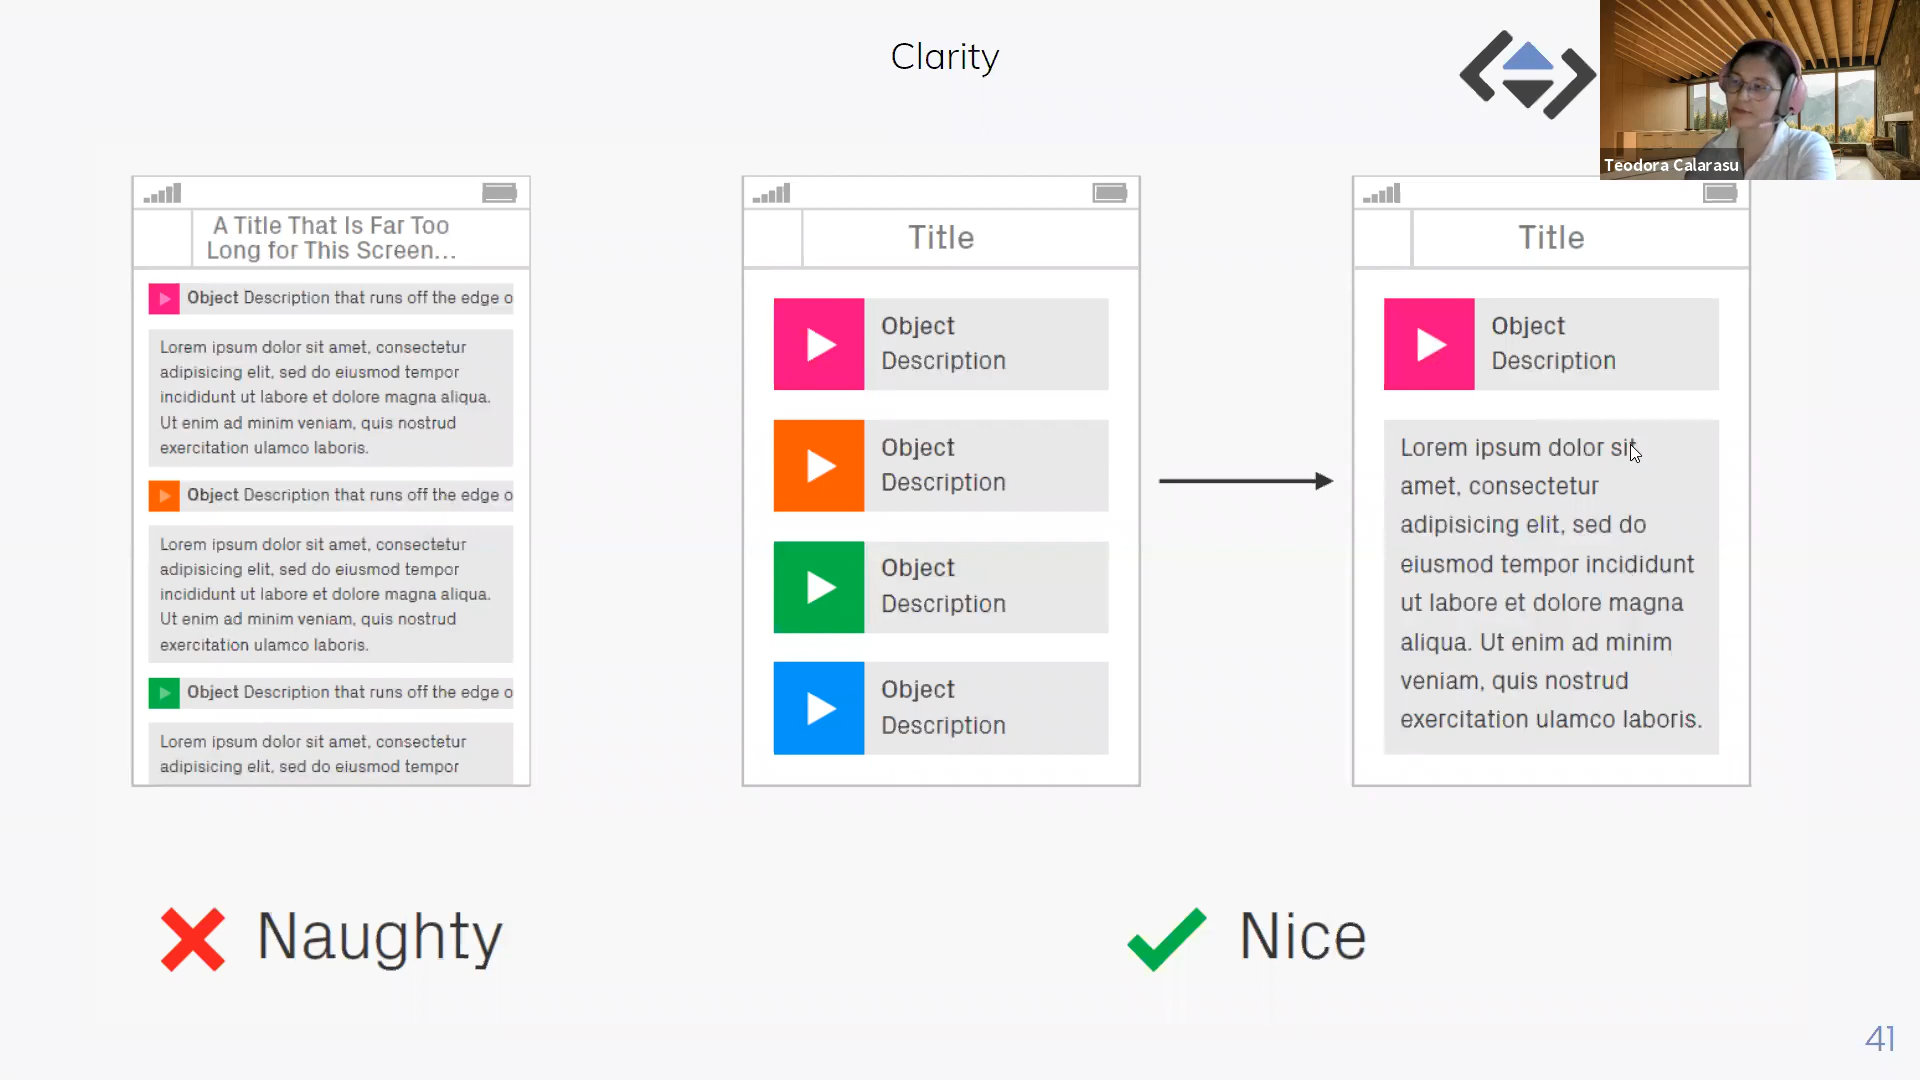 Clarity
Teodora Calarasu
A Title That Is Far Too
Long for This Screen...
Object Description that runs off the edge o
Lorem ipsum dolor sit amet, consectetur
adipisicing elit, sed do eiusmod tempor
incididunt ut labore et dolore magna aliqua.
Ut enim ad minim veniam, quis nostrud
exercitation ulamco laboris.
Object Description that runs off the edge o
Lorem ipsum dolor sit amet, consectetur
adipisicing elit, sed do eiusmod tempor
incididunt ut labore et dolore magna aliqua.
Ut enim ad minim veniam, quis nostrud
exercitation ulamco laboris.
Object Description that runs off the edge o
Lorem ipsum dolor sit amet, consectetur
adipisicing elit, sed do eiusmod tempor
Title
Object
Description
Object
Description
Object
Description
Object
Description
Title
Object
Description
Lorem ipsum dolor sit
amet, consectetur
adipisicing elit, sed do
eiusmod tempor incididunt
ut labore et dolore magna
aliqua. Ut enim ad minim
veniam, quis nostrud
exercitation ulamco laboris.
Naughty
Nice
41